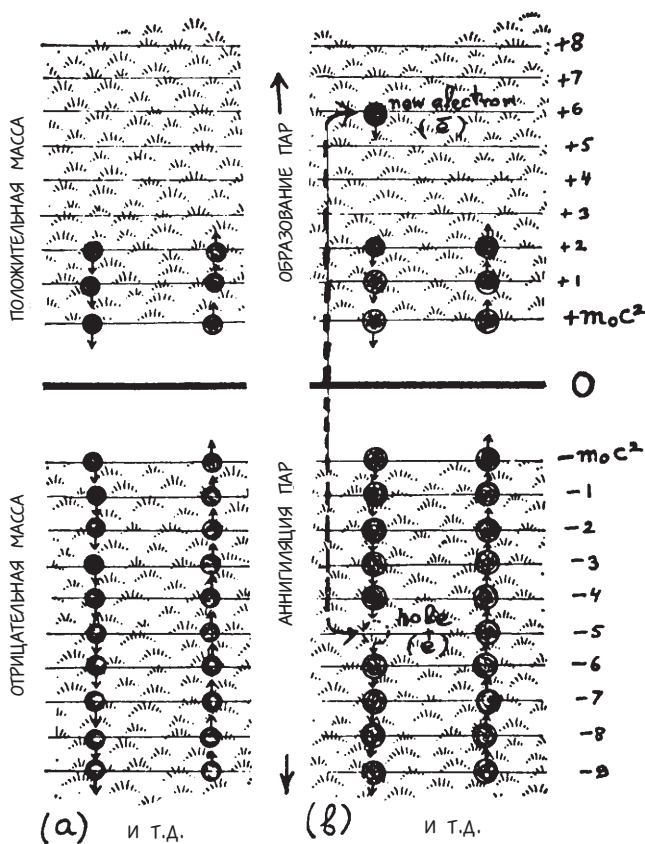 ПОЛОЖИТЕЛЬНАЯ МАССА
ОТРИЦАТЕЛЬНАЯ МАССА
(a)
и т.д.
ОБРАЗОВАНИЕ ПАР
АННИГИЛЯЦИЯ ПАР
new electron
(ē)
hole
(e)
(b)
и т.д.
+8
+7
+6
+5
+4
+3
+2
+1
+m₀c²
0
-m₀c²
-1
-2
-3
-4
-5
-6
-7
-8
-9